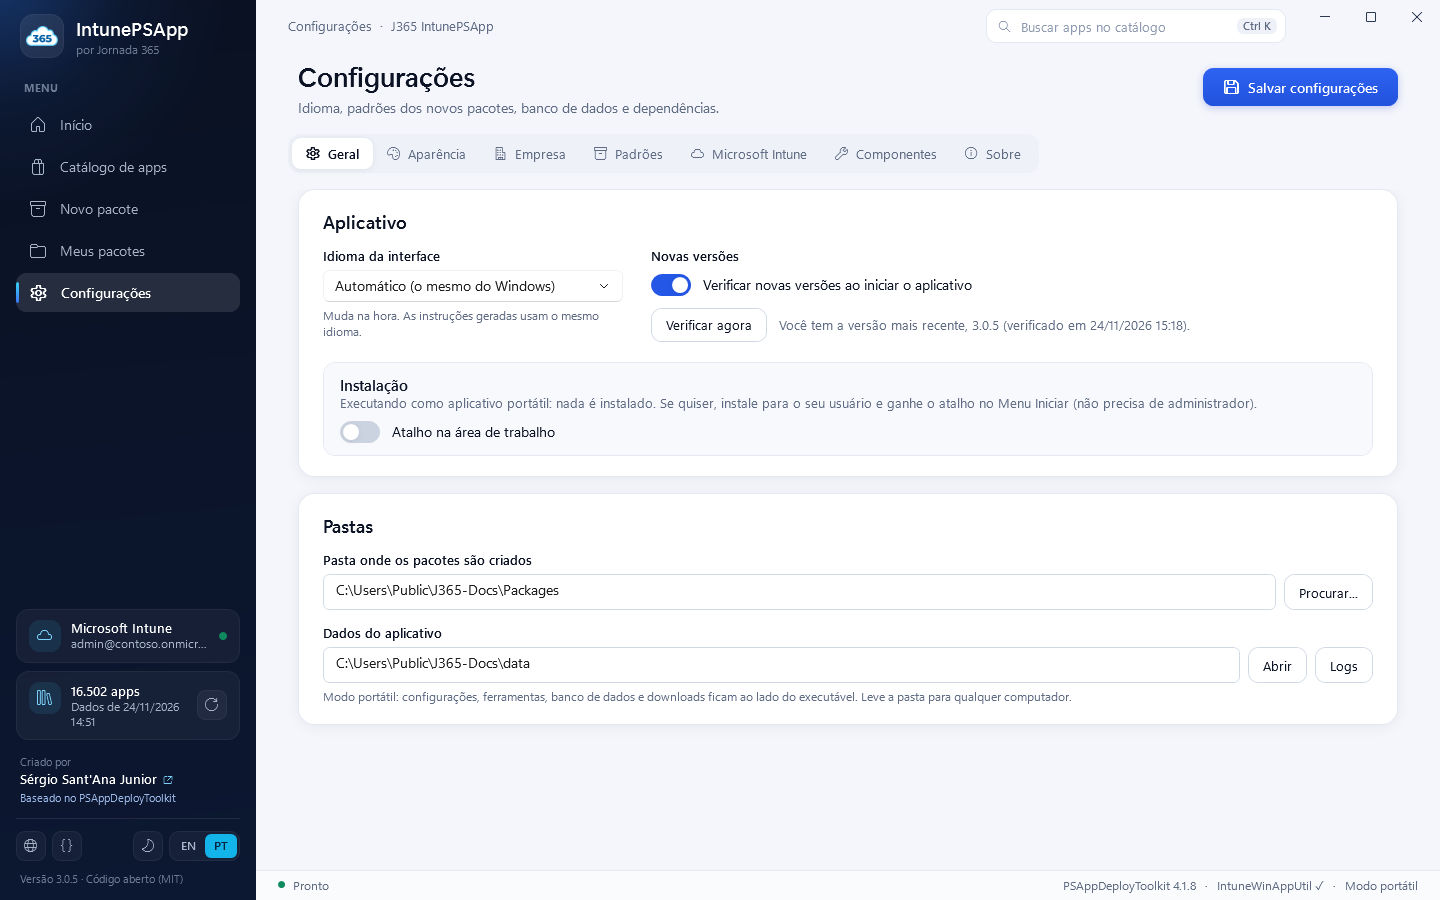 365
IntunePSApp
por Jornada 365
MENU
Início
Catálogo de apps
Novo pacote
Meus pacotes
Configurações
Microsoft Intune
admin@contoso.onmicr...
16.502 apps
Dados de 24/11/2026
14:51
Criado por
Sérgio Sant'Ana Junior
Baseado no PSAppDeployToolkit
{}
EN PT
Versão 3.0.5 · Código aberto (MIT)
Configurações · J365 IntunePSApp
Buscar apps no catálogo Ctrl K
Configurações
Idioma, padrões dos novos pacotes, banco de dados e dependências.
Salvar configurações
Geral Aparência Empresa Padrões Microsoft Intune Componentes Sobre
Aplicativo
Idioma da interface
Automático (o mesmo do Windows)
Muda na hora. As instruções geradas usam o mesmo
idioma.
Novas versões
Verificar novas versões ao iniciar o aplicativo
Verificar agora Você tem a versão mais recente, 3.0.5 (verificado em 24/11/2026 15:18).
Instalação
Executando como aplicativo portátil: nada é instalado. Se quiser, instale para o seu usuário e ganhe o atalho no Menu Iniciar (não precisa de administrador).
Atalho na área de trabalho
Pastas
Pasta onde os pacotes são criados
C:\Users\Public\J365-Docs\Packages Procurar...
Dados do aplicativo
C:\Users\Public\J365-Docs\data Abrir Logs
Modo portátil: configurações, ferramentas, banco de dados e downloads ficam ao lado do executável. Leve a pasta para qualquer computador.
Pronto
PSAppDeployToolkit 4.1.8 · IntuneWinAppUtil ✓ · Modo portátil